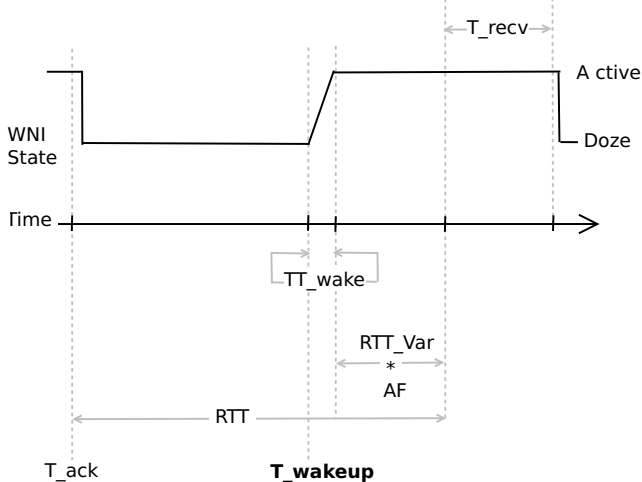 T_recv
A ctive
WNI
State
Doze
Time
TT_wake
RTT_Var
*
AF
RTT
T_ack
T_wakeup